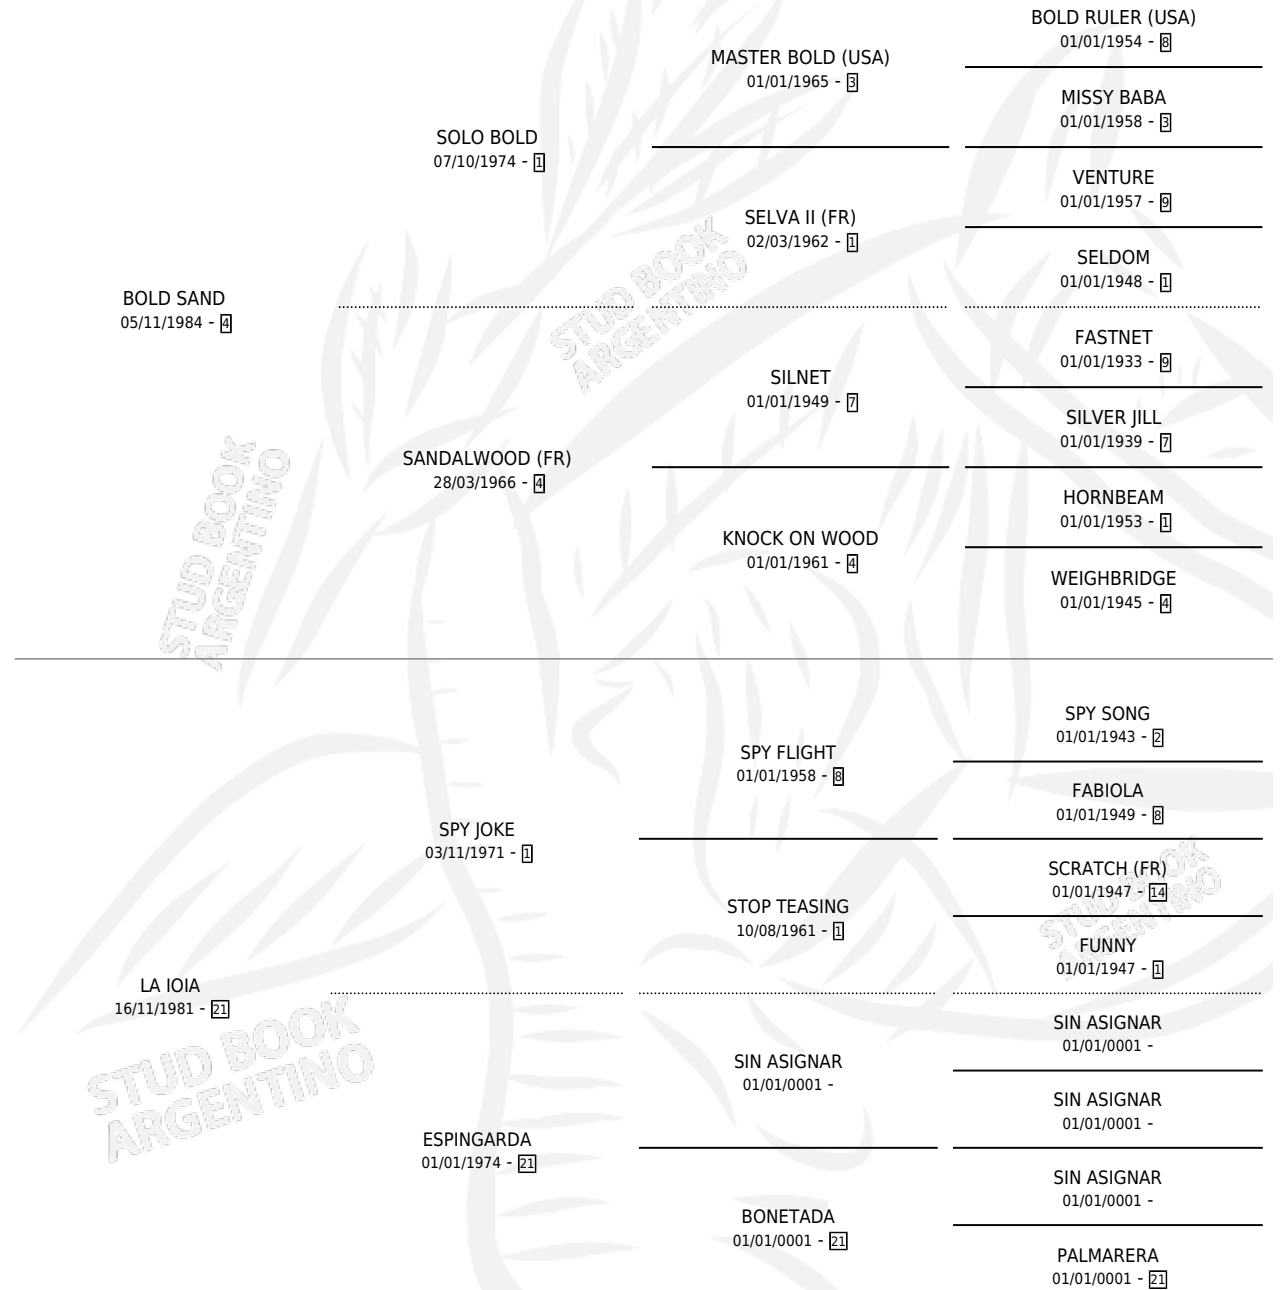 BOLD RULER (USA)
01/01/1954 - 8
MASTER BOLD (USA)
01/01/1965 - 3
MISSY BABA
01/01/1958 - 3
SOLO BOLD
07/10/1974 - 1
VENTURE
01/01/1957 - 9
SELVA II (FR)
02/03/1962 - 1
SELDOM
01/01/1948 - 1
BOLD SAND
05/11/1984 - 4
FASTNET
01/01/1933 - 9
SILNET
01/01/1949 - 7
SILVER JILL
01/01/1939 - 7
SANDALWOOD (FR)
28/03/1966 - 4
HORNBEAM
01/01/1953 - 1
KNOCK ON WOOD
01/01/1961 - 4
WEIGHBRIDGE
01/01/1945 - 4
SPY SONG
01/01/1943 - 2
SPY FLIGHT
01/01/1958 - 8
FABIOLA
01/01/1949 - 8
SPY JOKE
03/11/1971 - 1
SCRATCH (FR)
01/01/1947 - 14
STOP TEASING
10/08/1961 - 1
FUNNY
01/01/1947 - 1
LA IOIA
16/11/1981 - 21
SIN ASIGNAR
01/01/0001 -
SIN ASIGNAR
01/01/0001 -
SIN ASIGNAR
01/01/0001 -
ESPINGARDA
01/01/1974 - 21
SIN ASIGNAR
01/01/0001 -
BONETADA
01/01/0001 - 21
PALMARERA
01/01/0001 - 21
STUD BOOK
ARGENTINO
STUD BOOK
ARGENTINO
STUD BOOK
ARGENTINO
STUD BOOK
ARGENTINO